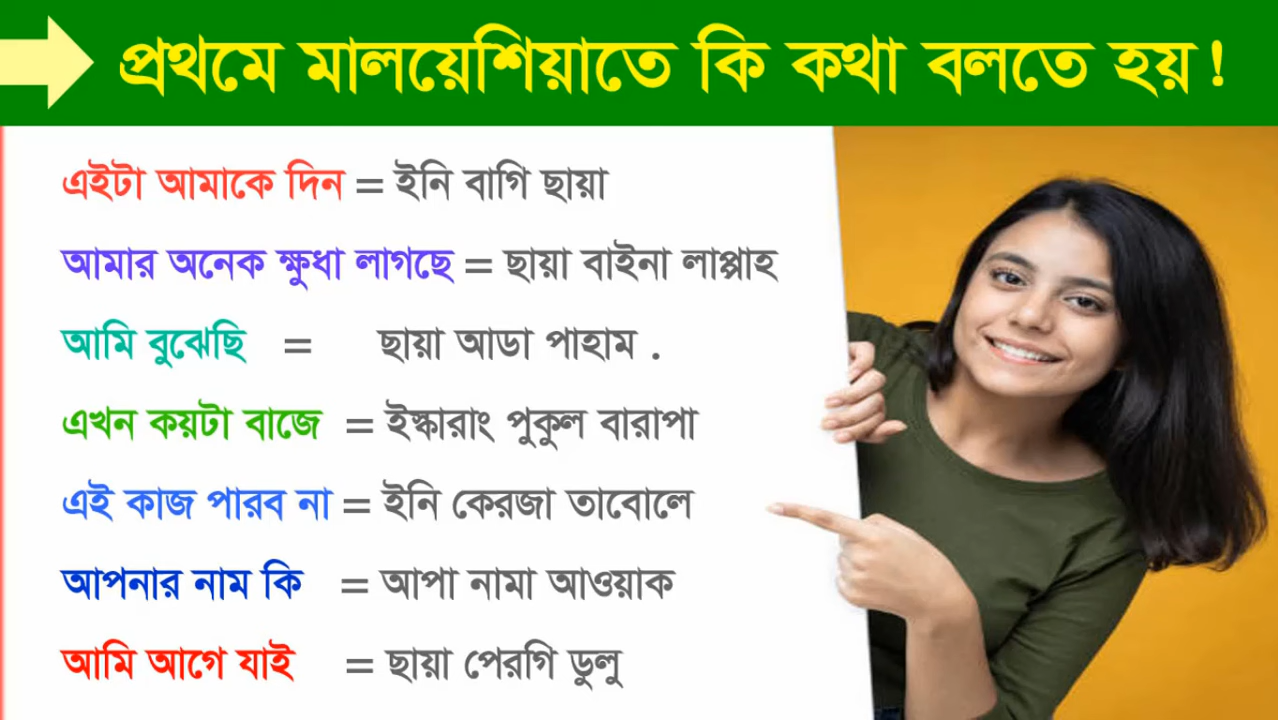 প্রথমে মালয়েশিয়াতে কি কথা বলতে হয় !
এইটা আমাকে দিন = ইনি বাগি ছায়া
আমার অনেক ক্ষুধা লাগছে = ছায়া বাইনা লাপ্পাহ
আমি বুঝেছি = ছায়া আডা পাহাম .
এখন কয়টা বাজে = ইস্কারাং পুকুল বারাপা
এই কাজ পারব না = ইনি কেরজা তাবোলে
আপনার নাম কি = আপা নামা আওয়াক
আমি আগে যাই = ছায়া পেরগি ডুলু